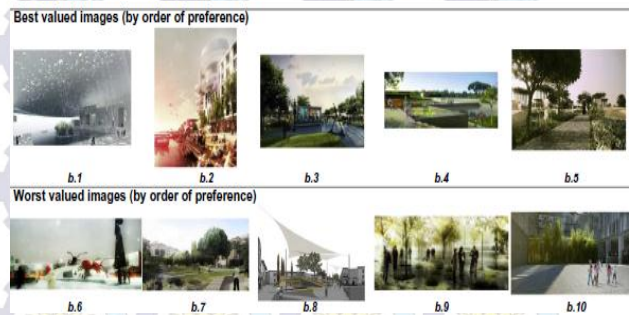 Best valued images (by order of preference)
b.1 b.2 b.3 b.4 b.5
Worst valued images (by order of preference)
b.6 b.7 b.8 b.9 b.10